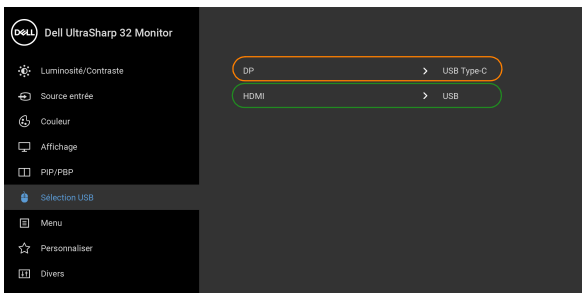 DELL Dell UltraSharp 32 Monitor
Luminosité/Contraste
DP > USB Type-C
Source entrée
HDMI > USB
Couleur
Affichage
PIP/PBP
Sélection USB
Menu
Personnaliser
Divers